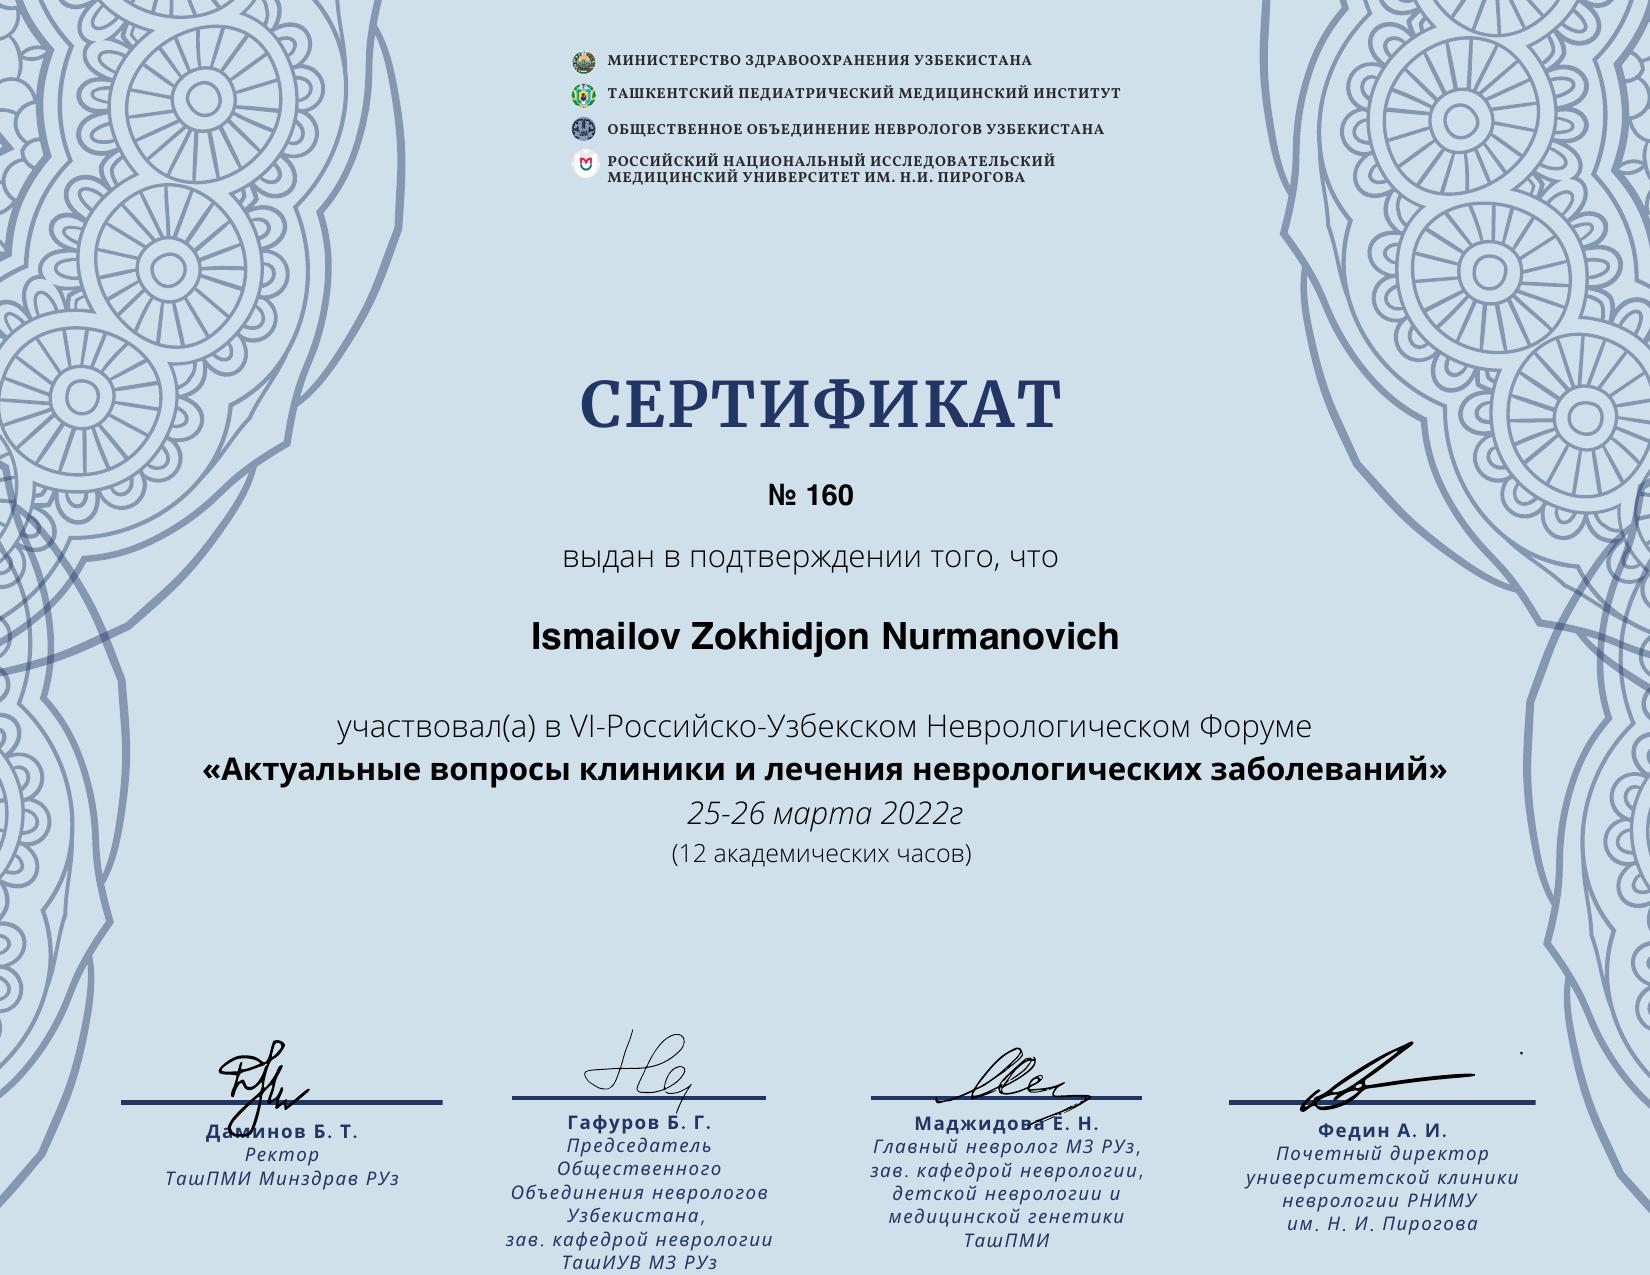 МИНИСТЕРСТВО ЗДРАВООХРАНЕНИЯ УЗБЕКИСТАНА
ТАШКЕНТСКИЙ ПЕДИАТРИЧЕСКИЙ МЕДИЦИНСКИЙ ИНСТИТУТ
ОБЩЕСТВЕННОЕ ОБЪЕДИНЕНИЕ НЕВРОЛОГОВ УЗБЕКИСТАНА
РОССИЙСКИЙ НАЦИОНАЛЬНЫЙ ИССЛЕДОВАТЕЛЬСКИЙ
МЕДИЦИНСКИЙ УНИВЕРСИТЕТ ИМ. Н.И. ПИРОГОВА
СЕРТИФИКАТ
№ 160
выдан в подтверждении того, что
Ismailov Zokhidjon Nurmanovich
участвовал(а) в VI-Российско-Узбекском Неврологическом Форуме
«Актуальные вопросы клиники и лечения неврологических заболеваний»
25-26 марта 2022г
(12 академических часов)
Даминов Б. Т.
Ректор
ТашПМИ Минздрав РУз
Гафуров Б. Г.
Председатель
Общественного
Объединения неврологов
Узбекистана,
зав. кафедрой неврологии
ТашИУВ МЗ РУз
Маджидова Ё. Н.
Главный невролог МЗ РУз,
зав. кафедрой неврологии,
детской неврологии и
медицинской генетики
ТашПМИ
Федин А. И.
Почетный директор
университетской клиники
неврологии РНИМУ
им. Н. И. Пирогова